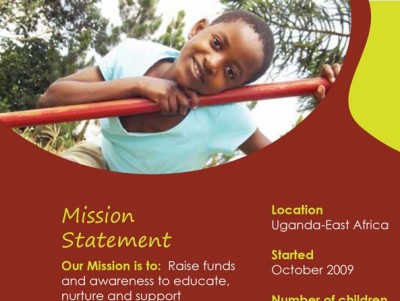 Mission
Statement
Our Mission is to: Raise funds
and awareness to educate,
nurture and support
Location
Uganda-East Africa
Started
October 2009
Number of children